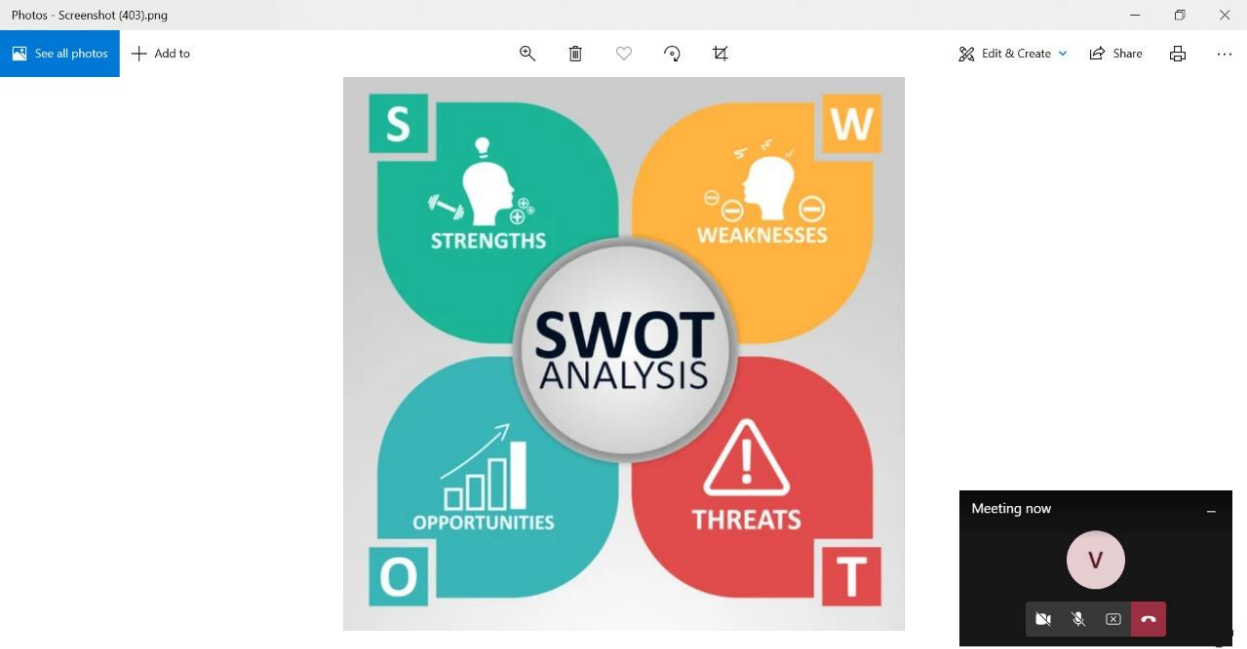 Photos - Screenshot (403).png
See all photos
Add to
Edit & Create
Share
S
W
STRENGTHS
WEAKNESSES
SWOT
ANALYSIS
OPPORTUNITIES
THREATS
O
T
Meeting now
V